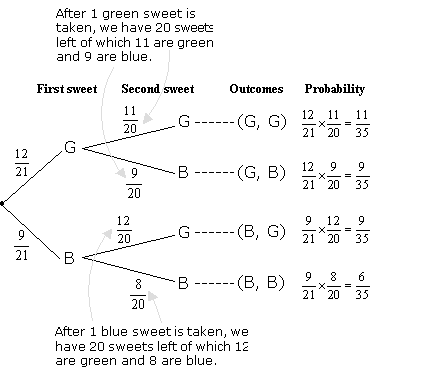 After 1 green sweet is
taken, we have 20 sweets
left of which 11 are green
and 9 are blue.
First sweet Second sweet Outcomes Probability
11/20 G ------ (G, G) 12/21 × 11/20 = 11/35
12/21 G
9/20 B ------ (G, B) 12/21 × 9/20 = 9/35
9/21 B
12/20 G ------ (B, G) 9/21 × 12/20 = 9/35
8/20 B ------ (B, B) 9/21 × 8/20 = 6/35
After 1 blue sweet is taken, we
have 20 sweets left of which 12
are green and 8 are blue.